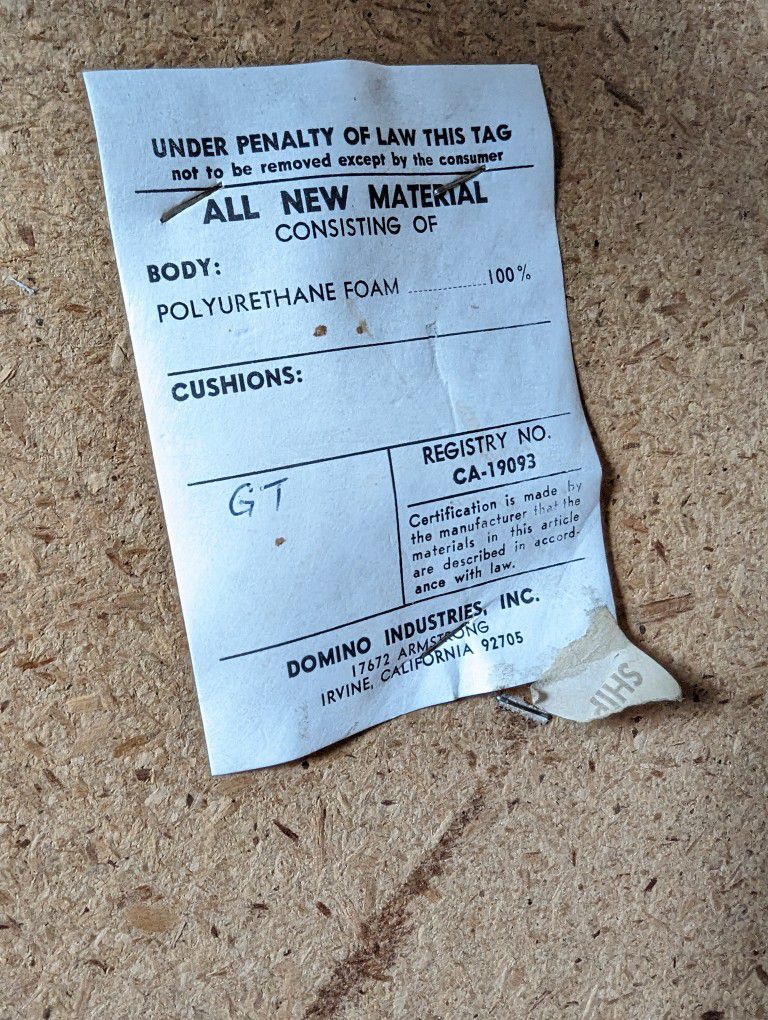 UNDER PENALTY OF LAW THIS TAG
not to be removed except by the consumer
ALL NEW MATERIAL
CONSISTING OF
BODY:
POLYURETHANE FOAM ..............100%
CUSHIONS:
GT
REGISTRY NO.
CA-19093
Certification is made by
the manufacturer that the
materials in this article
are described in accord-
ance with law.
DOMINO INDUSTRIES, INC.
17672 ARMSTRONG
IRVINE, CALIFORNIA 92705
SHIP